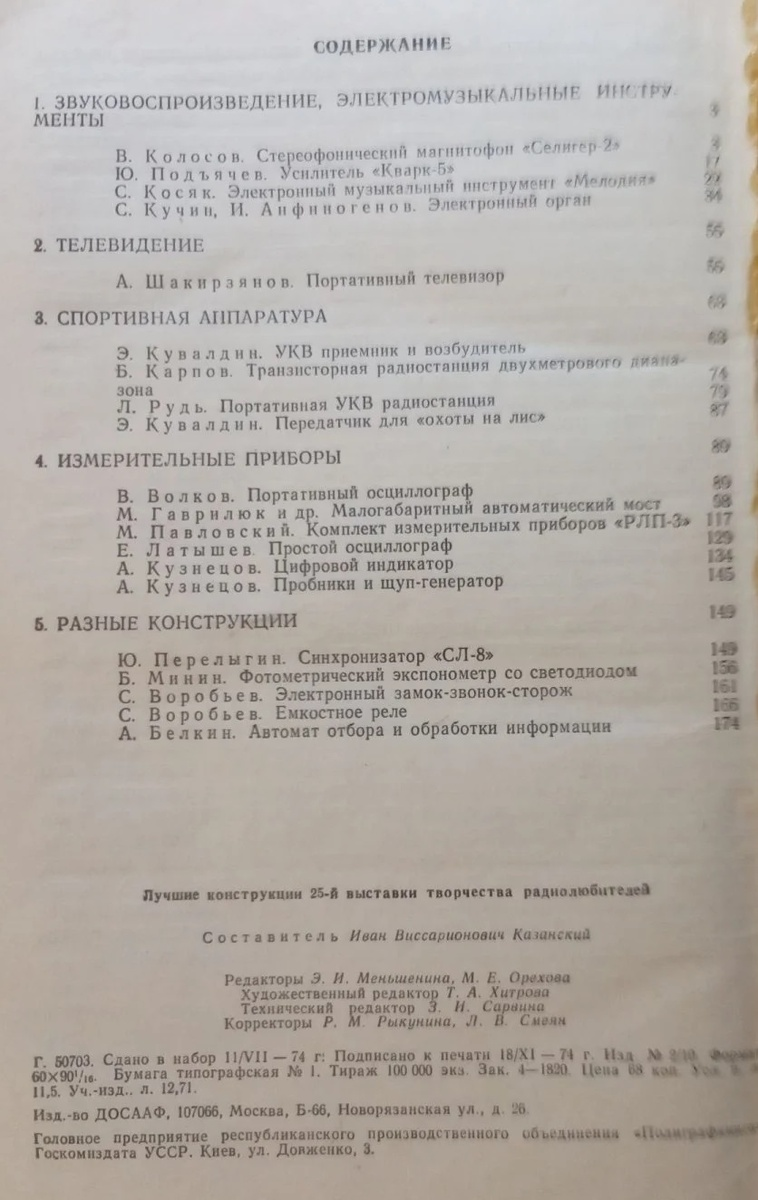 СОДЕРЖАНИЕ
1. ЗВУКОВОСПРОИЗВЕДЕНИЕ, ЭЛЕКТРОМУЗЫКАЛЬНЫЕ ИНСТРУ-
МЕНТЫ 3
В. Колосов. Стереофонический магнитофон «Селигер-2» 3
Ю. Подъячев. Усилитель «Кварк-5» 17
С. Косяк. Электронный музыкальный инструмент «Мелодия» 22
С. Кучин, И. Анфиногенов. Электронный орган 34
2. ТЕЛЕВИДЕНИЕ 55
А. Шакирзянов. Портативный телевизор 55
3. СПОРТИВНАЯ АППАРАТУРА 63
Э. Кувалдин. УКВ приемник и возбудитель 63
Б. Карпов. Транзисторная радиостанция двухметрового диапа-
зона 74
Л. Рудь. Портативная УКВ радиостанция 79
Э. Кувалдин. Передатчик для «охоты на лис» 87
4. ИЗМЕРИТЕЛЬНЫЕ ПРИБОРЫ 89
В. Волков. Портативный осциллограф 89
М. Гаврилюк и др. Малогабаритный автоматический мост 98
М. Павловский. Комплект измерительных приборов «РЛП-3» 117
Е. Латышев. Простой осциллограф 129
А. Кузнецов. Цифровой индикатор 134
А. Кузнецов. Пробники и щуп-генератор 145
5. РАЗНЫЕ КОНСТРУКЦИИ 149
Ю. Перелыгин. Синхронизатор «СЛ-8» 149
Б. Минин. Фотометрический экспонометр со светодиодом 156
С. Воробьев. Электронный замок-звонок-сторож 161
С. Воробьев. Емкостное реле 166
А. Белкин. Автомат отбора и обработки информации 174
Лучшие конструкции 25-й выставки творчества радиолюбителей
Составитель Иван Виссарионович Казанский
Редакторы Э. И. Меньшенина, М. Е. Орехова
Художественный редактор Т. А. Хитрова
Технический редактор З. И. Сарвина
Корректоры Р. М. Рыкунина, Л. В. Смеян
Г. 50703. Сдано в набор 11/VII — 74 г. Подписано к печати 18/XI — 74 г. Изд. №
60×90¹/₁₆. Бумага типографская № 1. Тираж 100 000 экз. Зак. 4—1820. Цена 68 коп.
11,5. Уч.-изд. л. 12,71.
Изд.-во ДОСААФ, 107066, Москва, Б-66, Новорязанская ул., д. 26.
Головное предприятие республиканского производственного объединения
Госкомиздата УССР. Киев, ул. Довженко, 3.